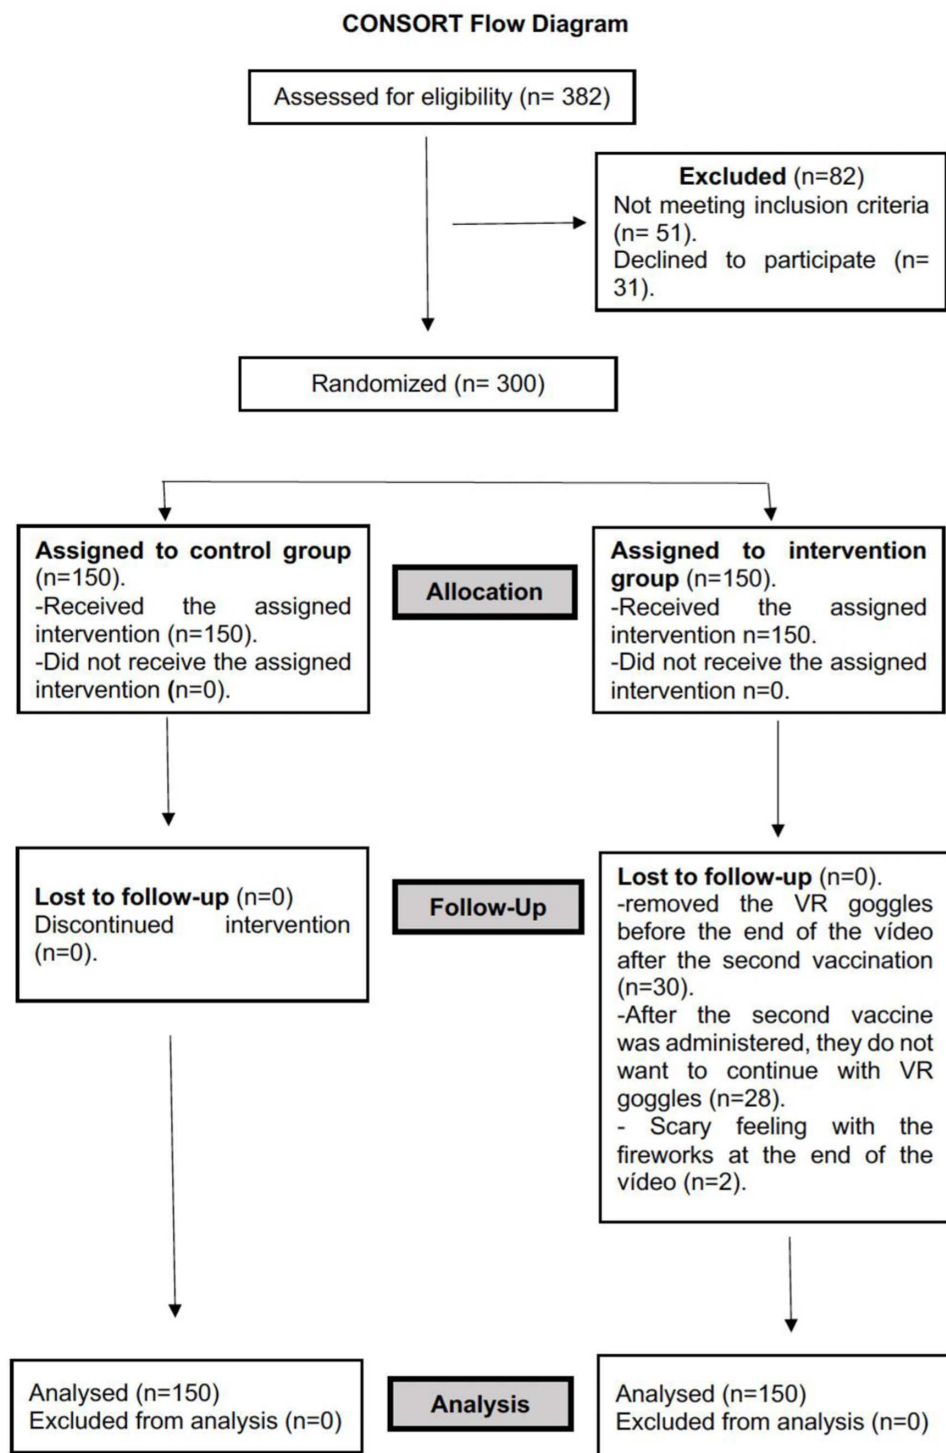 CONSORT Flow Diagram
Assessed for eligibility (n= 382)
Excluded (n=82)
Not meeting inclusion criteria
(n= 51).
Declined to participate (n=
31).
Randomized (n= 300)
Assigned to control group
(n=150).
-Received the assigned
intervention (n=150).
-Did not receive the assigned
intervention (n=0).
Allocation
Assigned to intervention
group (n=150).
-Received the assigned
intervention n=150.
-Did not receive the assigned
intervention n=0.
Lost to follow-up (n=0)
Discontinued intervention
(n=0).
Follow-Up
Lost to follow-up (n=0).
-removed the VR goggles
before the end of the vídeo
after the second vaccination
(n=30).
-After the second vaccine
was administered, they do not
want to continue with VR
goggles (n=28).
- Scary feeling with the
fireworks at the end of the
vídeo (n=2).
Analysed (n=150)
Excluded from analysis (n=0)
Analysis
Analysed (n=150)
Excluded from analysis (n=0)